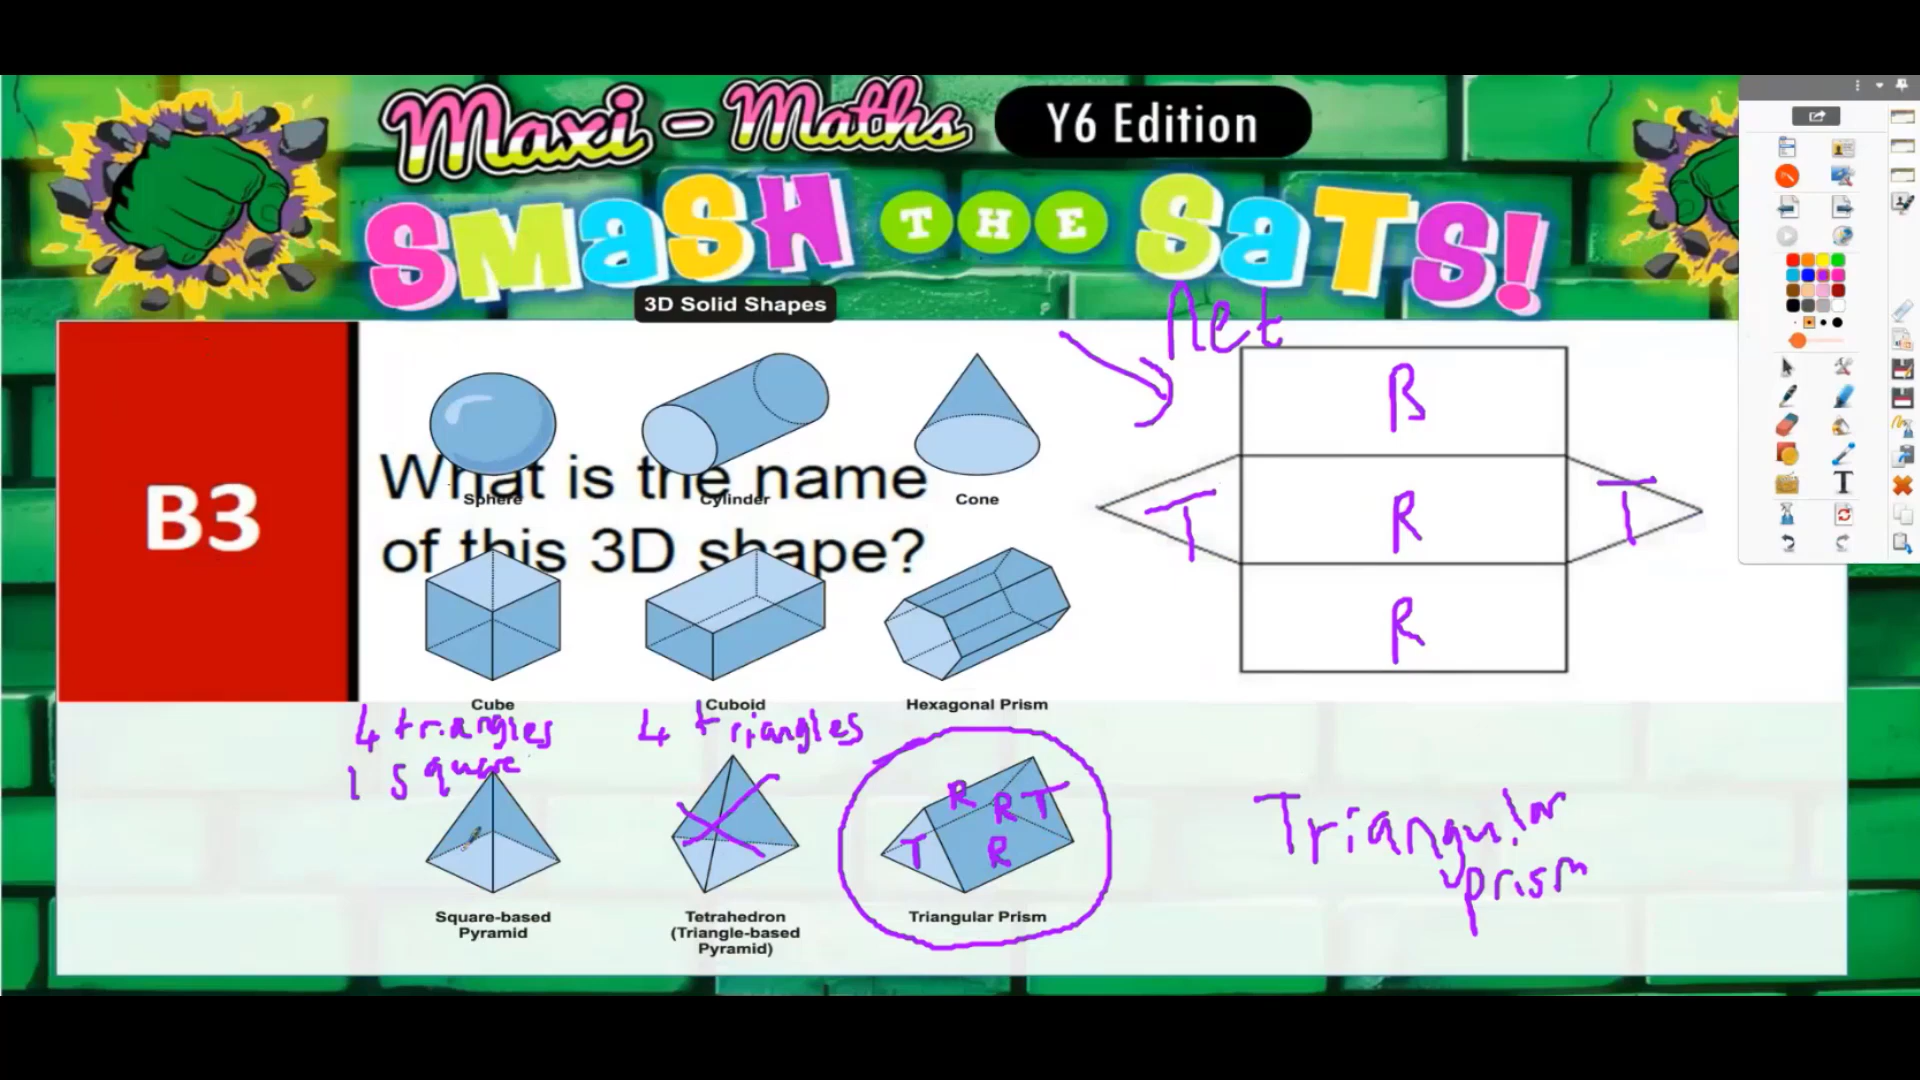 Maxi - Maths
Y6 Edition
SMASH THE SATS!
3D Solid Shapes
B3
What is the name
of this 3D shape?
Sphere
Cylinder
Cone
Cube
Cuboid
Hexagonal Prism
4 triangles
1 square
4 triangles
Square-based
Pyramid
Tetrahedron
(Triangle-based
Pyramid)
R
R
T
T
R
Triangular Prism
net
R
T
R
T
R
Triangular
prism
T